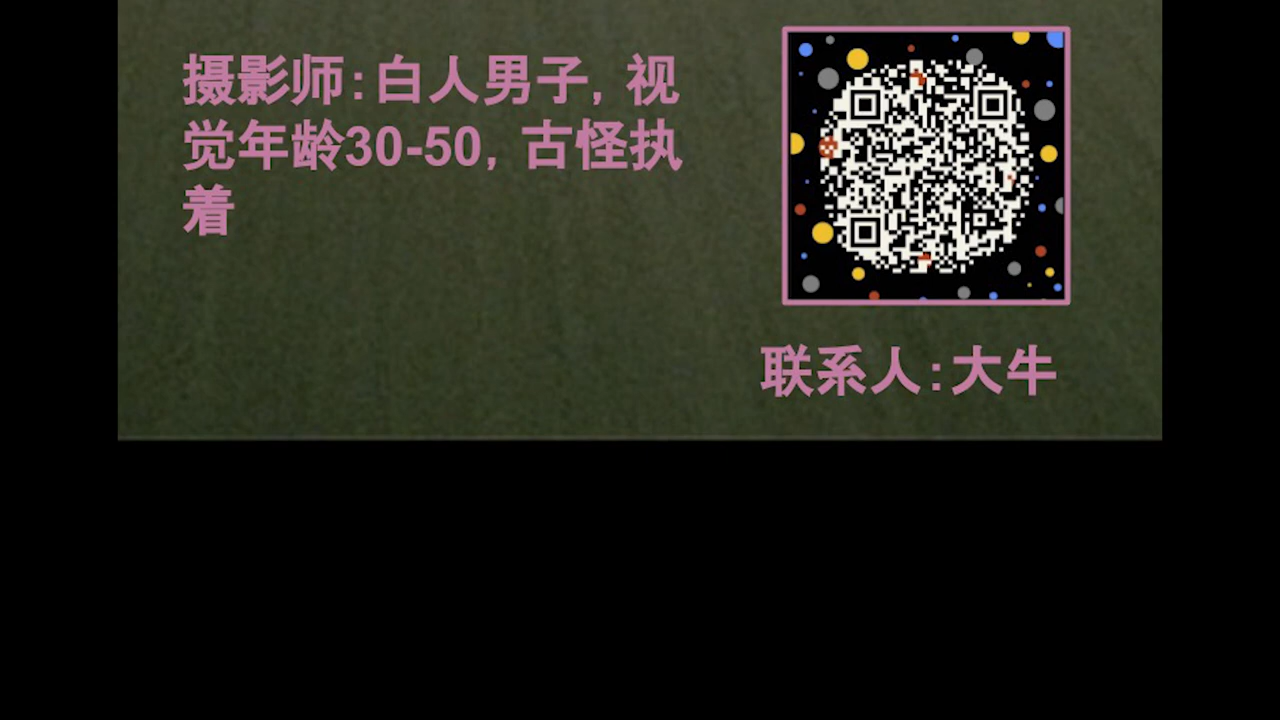 摄影师:白人男子, 视
觉年龄30-50, 古怪执
着
联系人:大牛